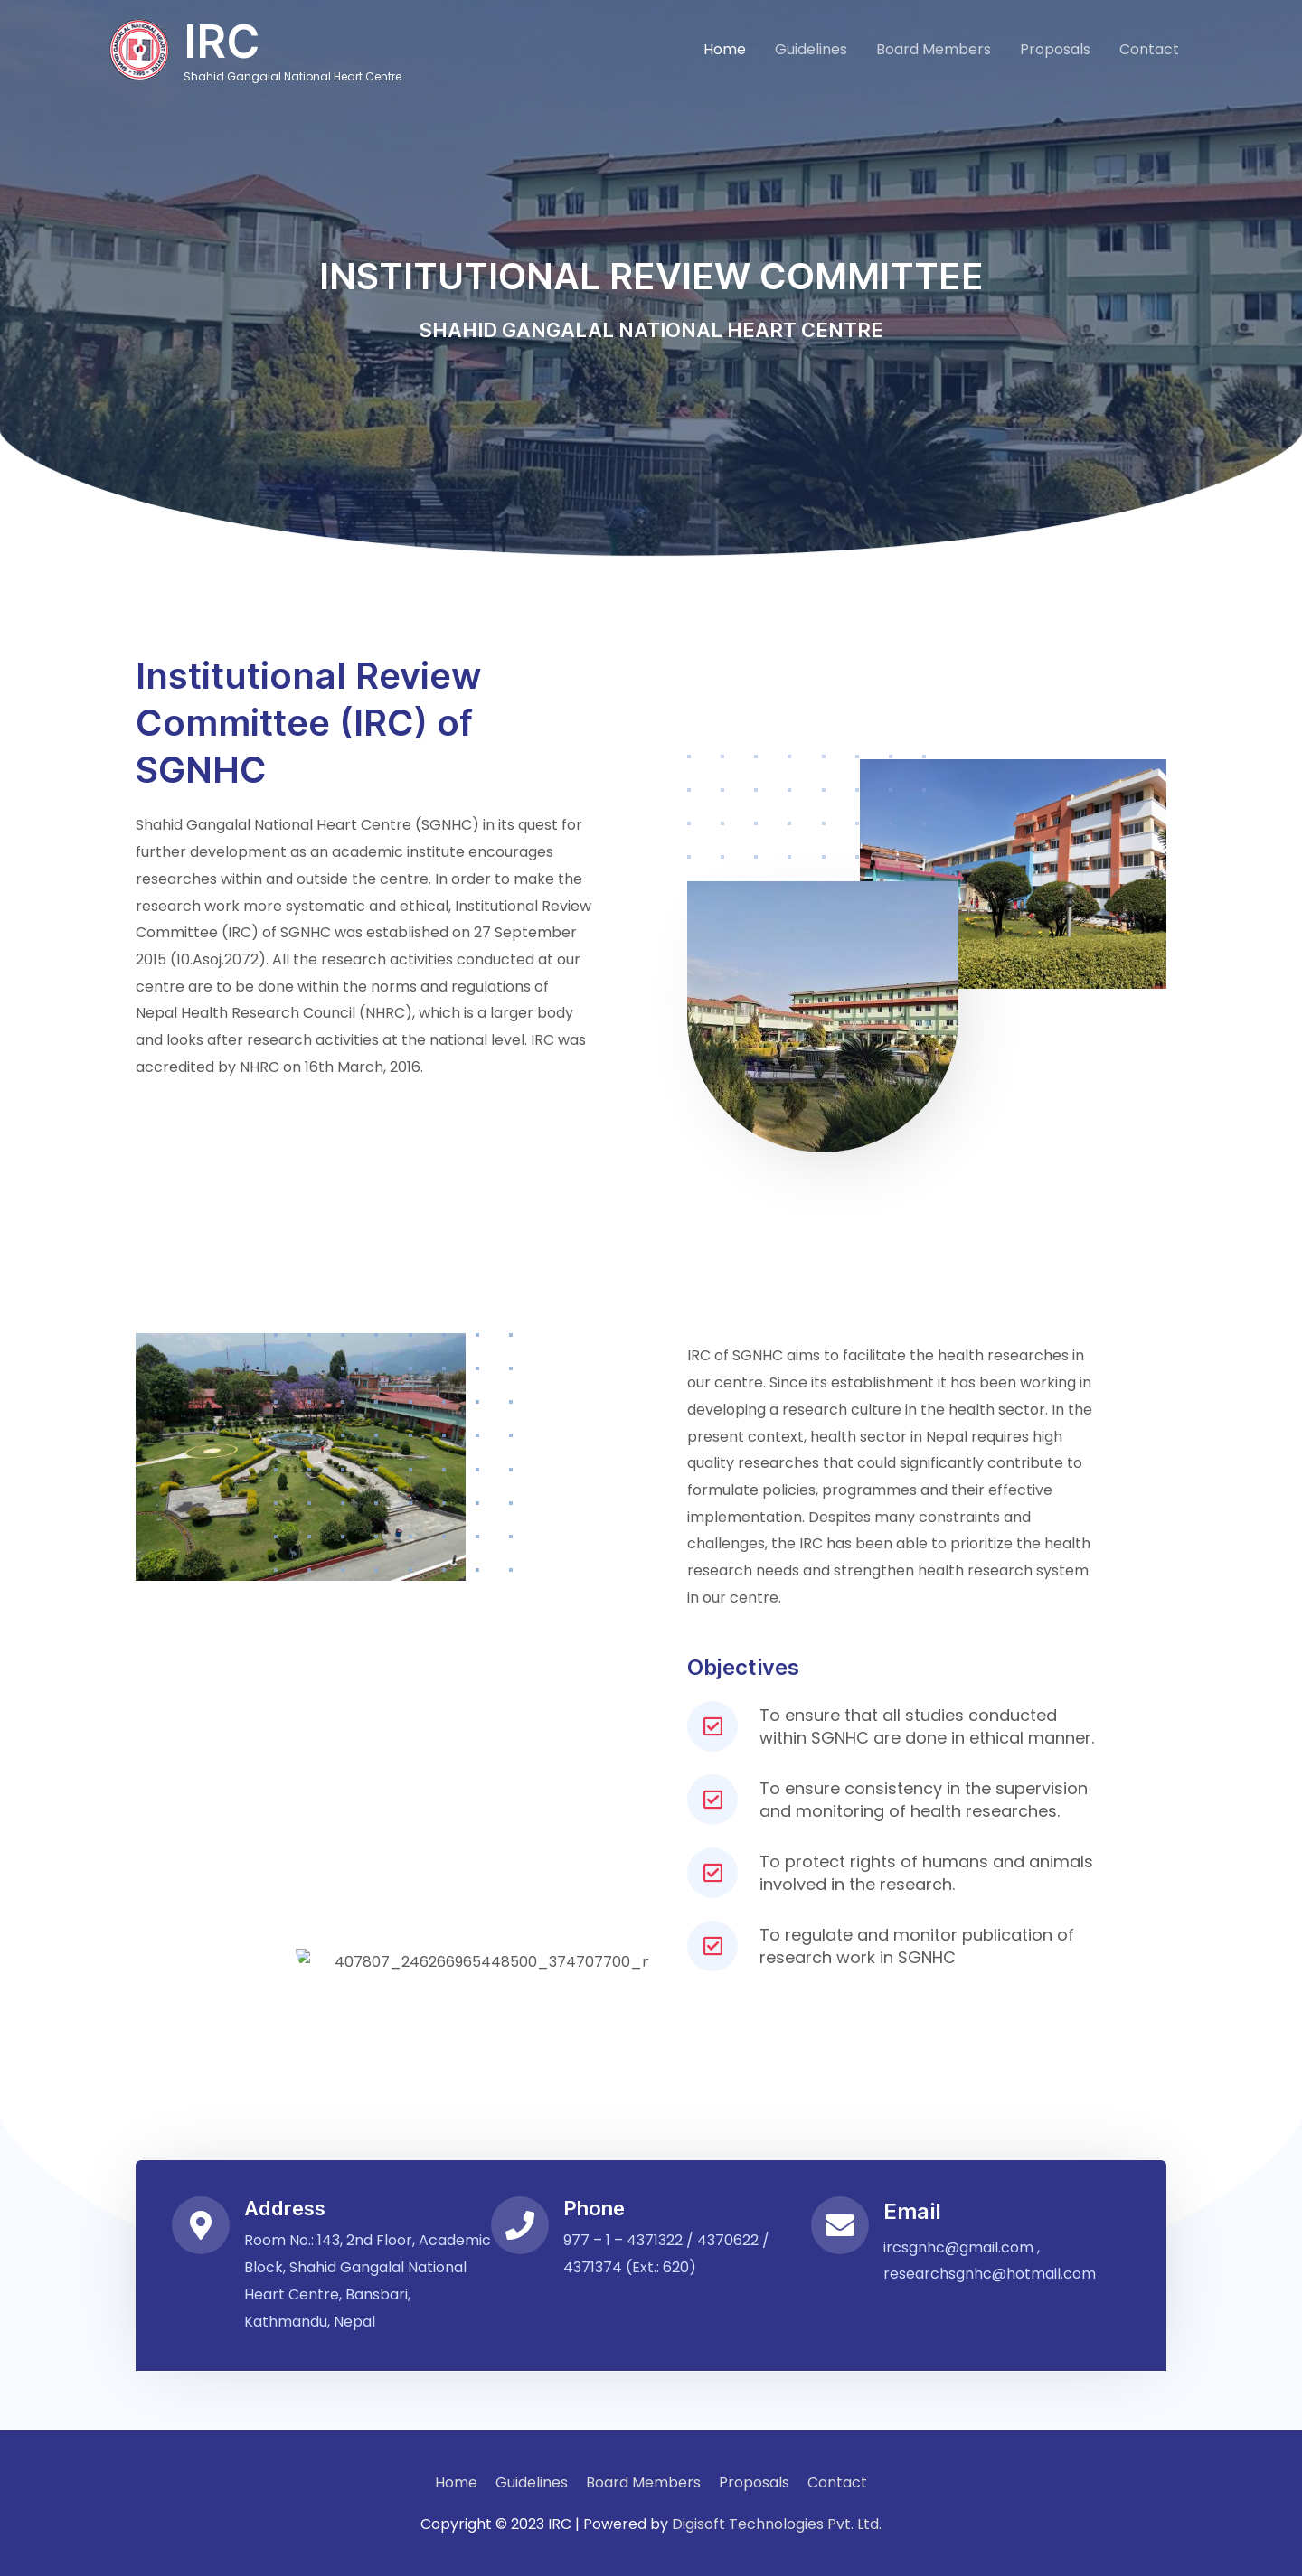 IRC
Shahid Gangalal National Heart Centre
Home Guidelines Board Members Proposals Contact
INSTITUTIONAL REVIEW COMMITTEE
SHAHID GANGALAL NATIONAL HEART CENTRE
Institutional Review
Committee (IRC) of
SGNHC
Shahid Gangalal National Heart Centre (SGNHC) in its quest for
further development as an academic institute encourages
researches within and outside the centre. In order to make the
research work more systematic and ethical, Institutional Review
Committee (IRC) of SGNHC was established on 27 September
2015 (10.Asoj.2072). All the research activities conducted at our
centre are to be done within the norms and regulations of
Nepal Health Research Council (NHRC), which is a larger body
and looks after research activities at the national level. IRC was
accredited by NHRC on 16th March, 2016.
IRC of SGNHC aims to facilitate the health researches in
our centre. Since its establishment it has been working in
developing a research culture in the health sector. In the
present context, health sector in Nepal requires high
quality researches that could significantly contribute to
formulate policies, programmes and their effective
implementation. Despites many constraints and
challenges, the IRC has been able to prioritize the health
research needs and strengthen health research system
in our centre.
Objectives
To ensure that all studies conducted
within SGNHC are done in ethical manner.
To ensure consistency in the supervision
and monitoring of health researches.
To protect rights of humans and animals
involved in the research.
To regulate and monitor publication of
research work in SGNHC
407807_246266965448500_374707700_r
Address
Room No.: 143, 2nd Floor, Academic
Block, Shahid Gangalal National
Heart Centre, Bansbari,
Kathmandu, Nepal
Phone
977 – 1 – 4371322 / 4370622 /
4371374 (Ext.: 620)
Email
ircsgnhc@gmail.com ,
researchsgnhc@hotmail.com
Home Guidelines Board Members Proposals Contact
Copyright © 2023 IRC | Powered by Digisoft Technologies Pvt. Ltd.